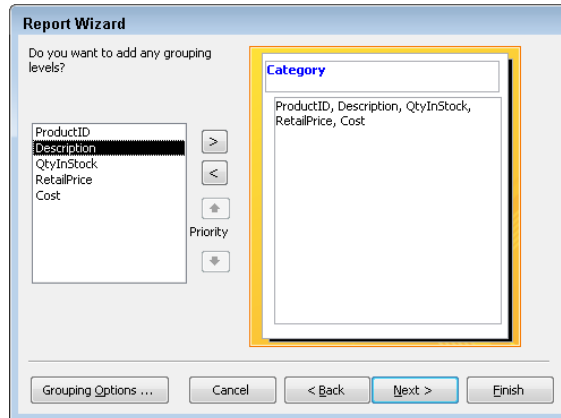 Report Wizard
Do you want to add any grouping
levels?
ProductID
Description
QtyInStock
RetailPrice
Cost
>
<
Priority
Category
ProductID, Description, QtyInStock,
RetailPrice, Cost
Grouping Options ...
Cancel
< Back
Next >
Finish